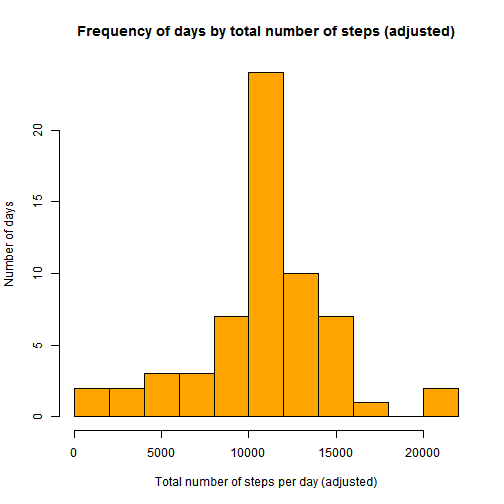 Frequency of days by total number of steps (adjusted)
Number of days
20
15
10
5
0
0 5000 10000 15000 20000
Total number of steps per day (adjusted)